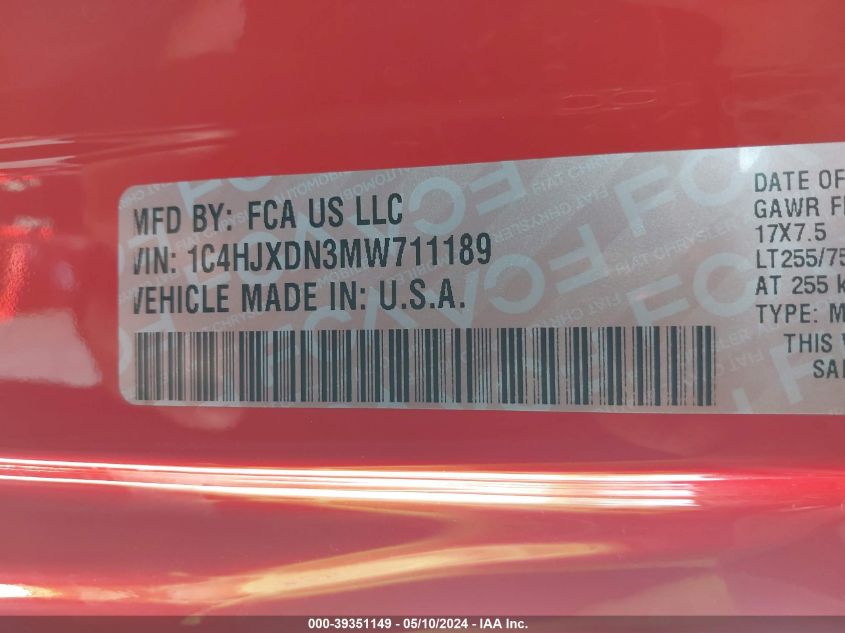 MFD BY: FCA US LLC
VIN: 1C4HJXDN3MW711189
VEHICLE MADE IN: U.S.A.
DATE OF
GAWR F
17X7.5
LT255/75
AT 255 k
TYPE: M
THIS V
SA
000-39351149 - 05/10/2024 - IAA Inc.